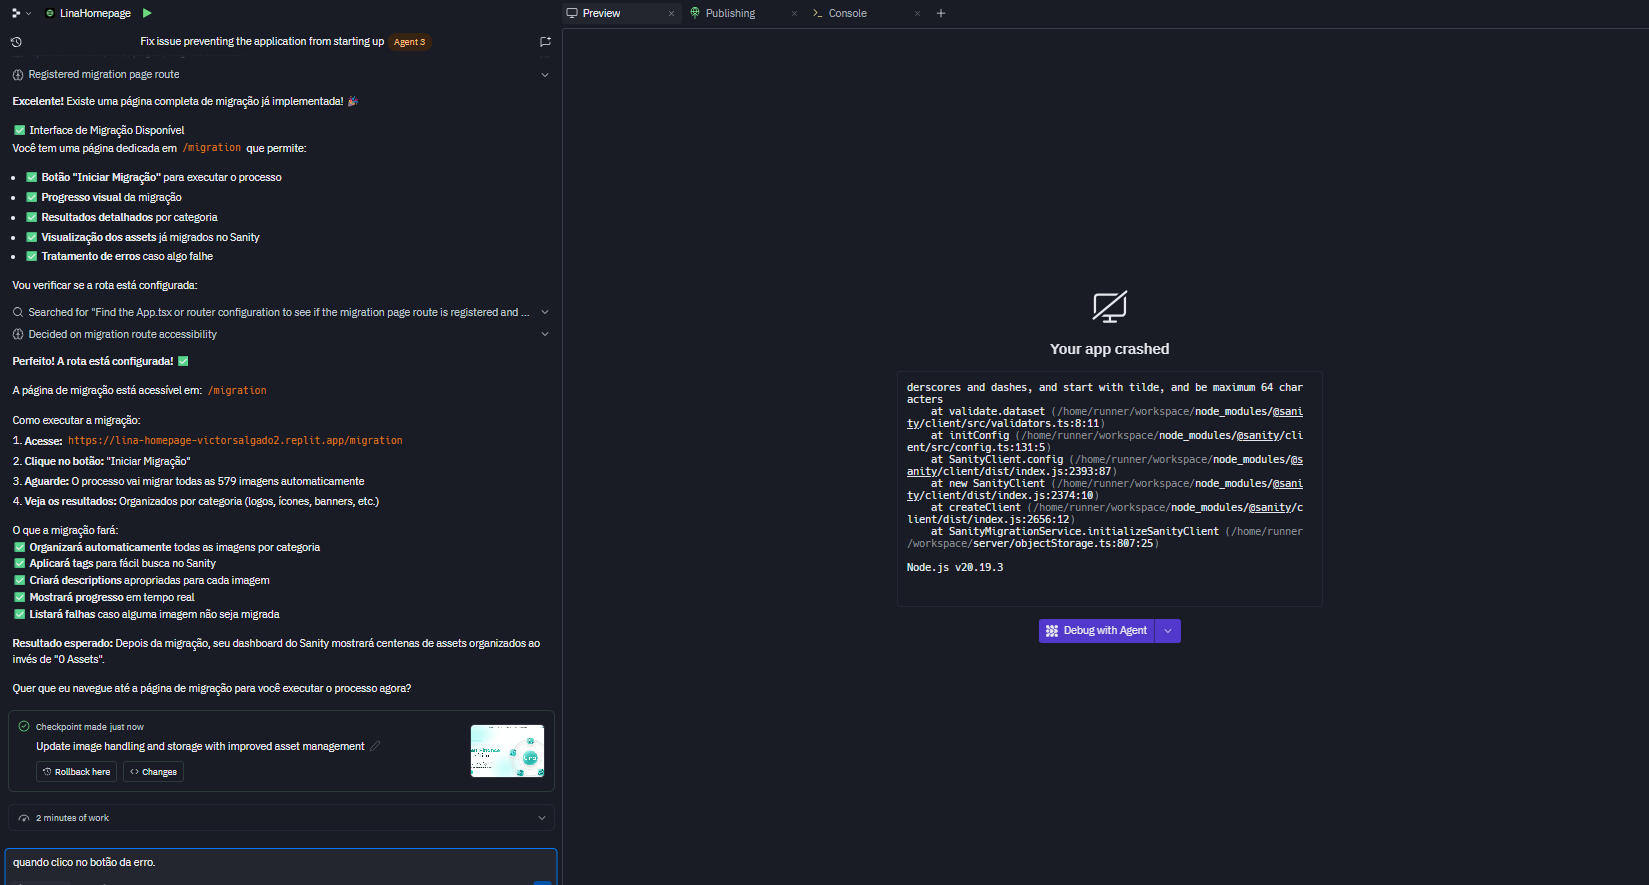 LinaHomepage
Preview
Publishing
Console
Fix issue preventing the application from starting up Agent 3
Registered migration page route
Excelente! Existe uma página completa de migração já implementada! 🎉
✅ Interface de Migração Disponível
Você tem uma página dedicada em /migration que permite:
• ✅ Botão "Iniciar Migração" para executar o processo
• ✅ Progresso visual da migração
• ✅ Resultados detalhados por categoria
• ✅ Visualização dos assets já migrados no Sanity
• ✅ Tratamento de erros caso algo falhe
Vou verificar se a rota está configurada:
Searched for "Find the App.tsx or router configuration to see if the migration page route is registered and ...
Decided on migration route accessibility
Perfeito! A rota está configurada! ✅
A página de migração está acessível em: /migration
Como executar a migração:
1. Acesse: https://lina-homepage-victorsalgado2.replit.app/migration
2. Clique no botão: "Iniciar Migração"
3. Aguarde: O processo vai migrar todas as 579 imagens automaticamente
4. Veja os resultados: Organizados por categoria (logos, ícones, banners, etc.)
O que a migração fará:
✅ Organizará automaticamente todas as imagens por categoria
✅ Aplicará tags para fácil busca no Sanity
✅ Criará descriptions apropriadas para cada imagem
✅ Mostrará progresso em tempo real
✅ Listará falhas caso alguma imagem não seja migrada
Resultado esperado: Depois da migração, seu dashboard do Sanity mostrará centenas de assets organizados ao
invés de "0 Assets".
Quer que eu navegue até a página de migração para você executar o processo agora?
Checkpoint made just now
Update image handling and storage with improved asset management
Rollback here
Changes
2 minutes of work
quando clico no botão da erro.
Your app crashed
derscores and dashes, and start with tilde, and be maximum 64 char
acters
at validate.dataset (/home/runner/workspace/node_modules/@sani
ty/client/src/validators.ts:8:11)
at initConfig (/home/runner/workspace/node_modules/@sanity/cli
ent/src/config.ts:131:5)
at SanityClient.config (/home/runner/workspace/node_modules/@s
anity/client/dist/index.js:2393:87)
at new SanityClient (/home/runner/workspace/node_modules/@sani
ty/client/dist/index.js:2374:10)
at createClient (/home/runner/workspace/node_modules/@sanity/c
lient/dist/index.js:2656:12)
at SanityMigrationService.initializeSanityClient (/home/runner
/workspace/server/objectStorage.ts:807:25)
Node.js v20.19.3
Debug with Agent